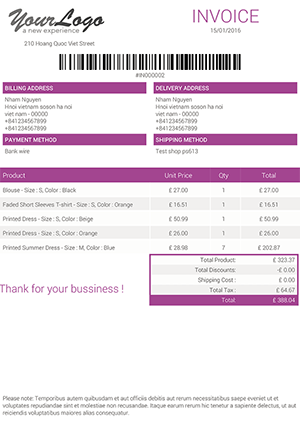 YourLogo
a new experience
INVOICE
15/01/2016
210 Hoang Quoc Viet Street
#IN000002
BILLING ADDRESS
Nham Nguyen
Hnoi vietnam soson ha noi
viet nam - 00000
+841234567899
+841234567899
DELIVERY ADDRESS
Nham Nguyen
Hnoi vietnam soson ha noi
viet nam - 00000
+841234567899
+841234567899
PAYMENT METHOD
Bank wire
SHIPPING METHOD
Test shop ps613
Product Unit Price Qty Total
Blouse - Size : S, Color : Black £ 27.00 1 £ 27.00
Faded Short Sleeves T-shirt - Size : S, Color : Orange £ 16.51 1 £ 16.51
Printed Dress - Size : S, Color : Beige £ 50.99 1 £ 50.99
Printed Dress - Size : S, Color : Orange £ 26.00 1 £ 26.00
Printed Summer Dress - Size : M, Color : Blue £ 28.98 7 £ 202.87
Total Product: £ 323.37
Total Discounts: -£ 0.00
Shipping Cost : £ 0.00
Total Tax : £ 64.67
Total £ 388.04
Thank for your bussiness !
Please note: Temporibus autem quibusdam et aut officiis debitis aut rerum necessitatibus saepe eveniet ut et
voluptates repudiandae sint et molestiae non recusandae. Itaque earum rerum hic tenetur a sapiente delectus, ut aut
reiciendis voluptatibus maiores alias consequatur.